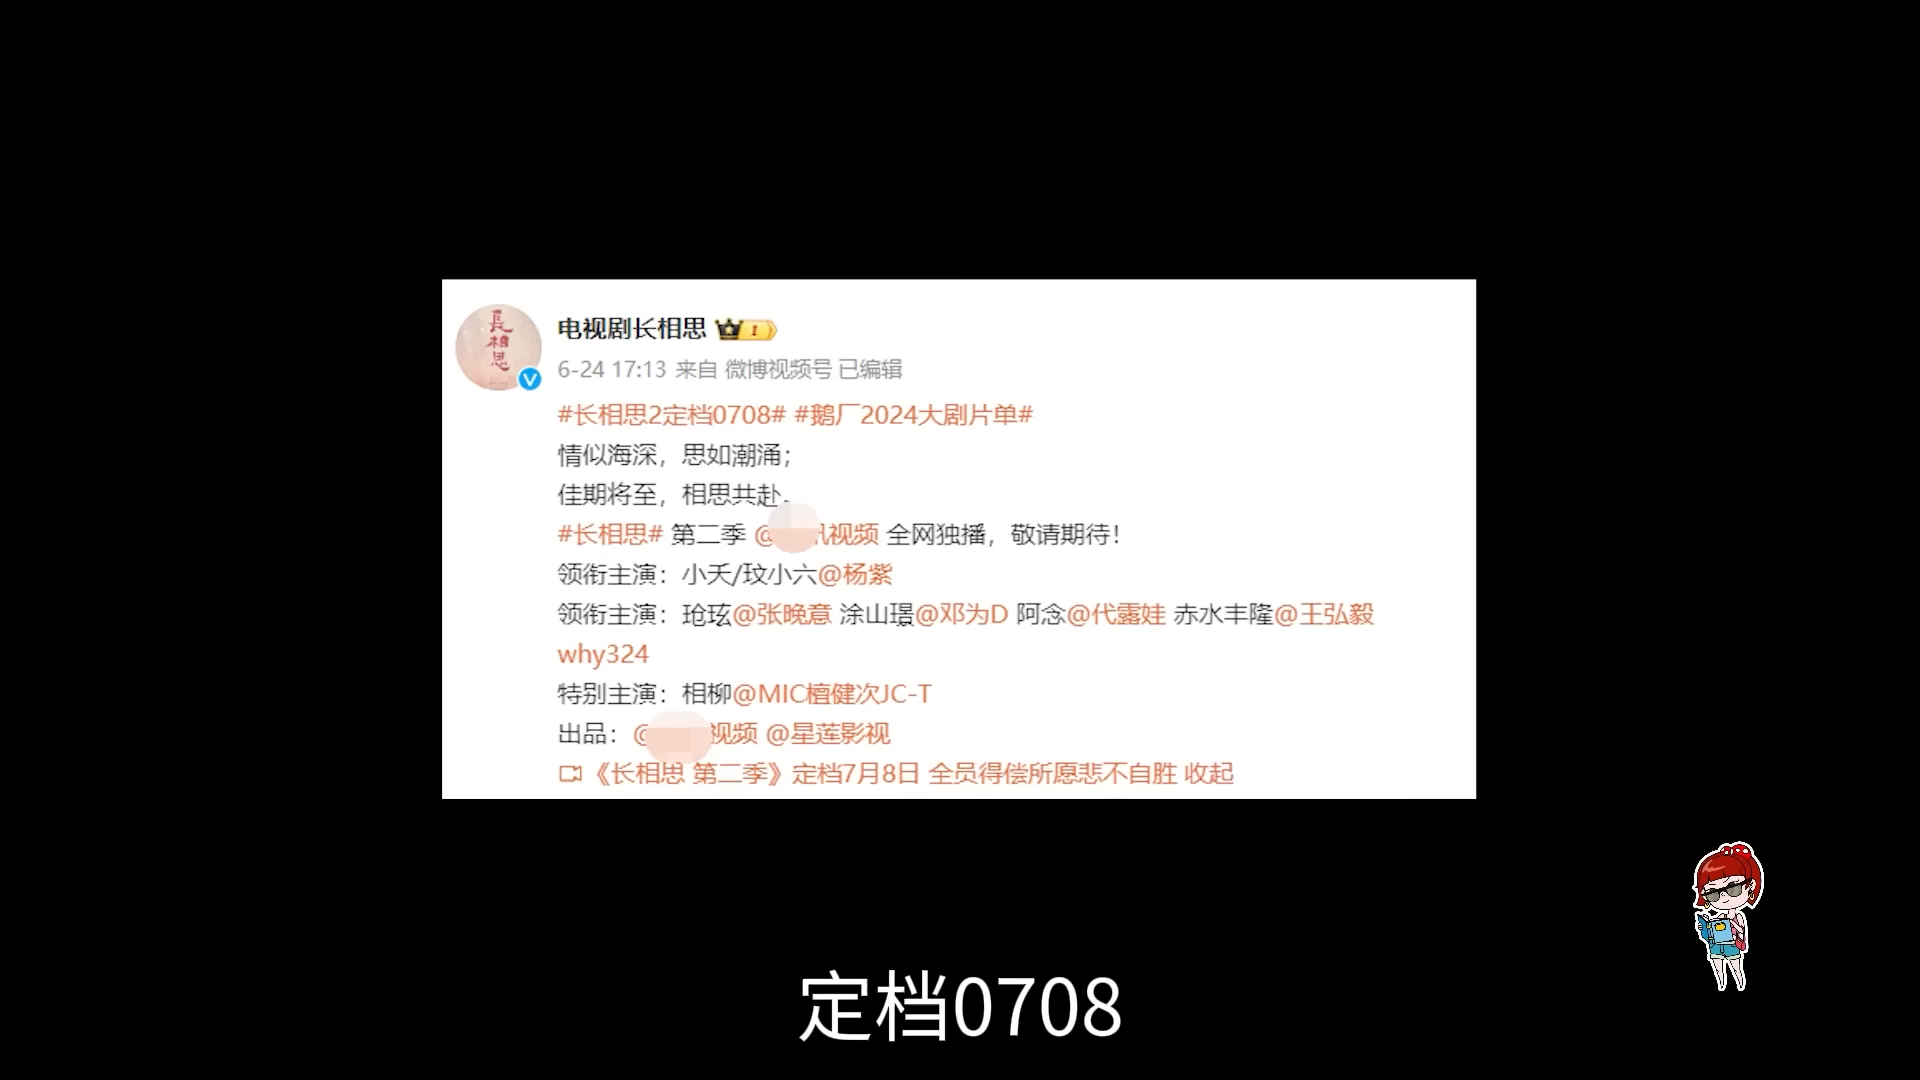 長相思
电视剧长相思 1
6-24 17:13 来自 微博视频号 已编辑
#长相思2定档0708# #鹅厂2024大剧片单#
情似海深，思如潮涌；
佳期将至，相思共赴。
#长相思# 第二季 @讯视频 全网独播，敬请期待！
领衔主演：小夭/玟小六@杨紫
领衔主演：玱玹@张晚意 涂山璟@邓为D 阿念@代露娃 赤水丰隆@王弘毅
why324
特别主演：相柳@MIC檀健次JC-T
出品：@视频 @星莲影视
《长相思 第二季》定档7月8日 全员得偿所愿悲不自胜 收起
定档0708